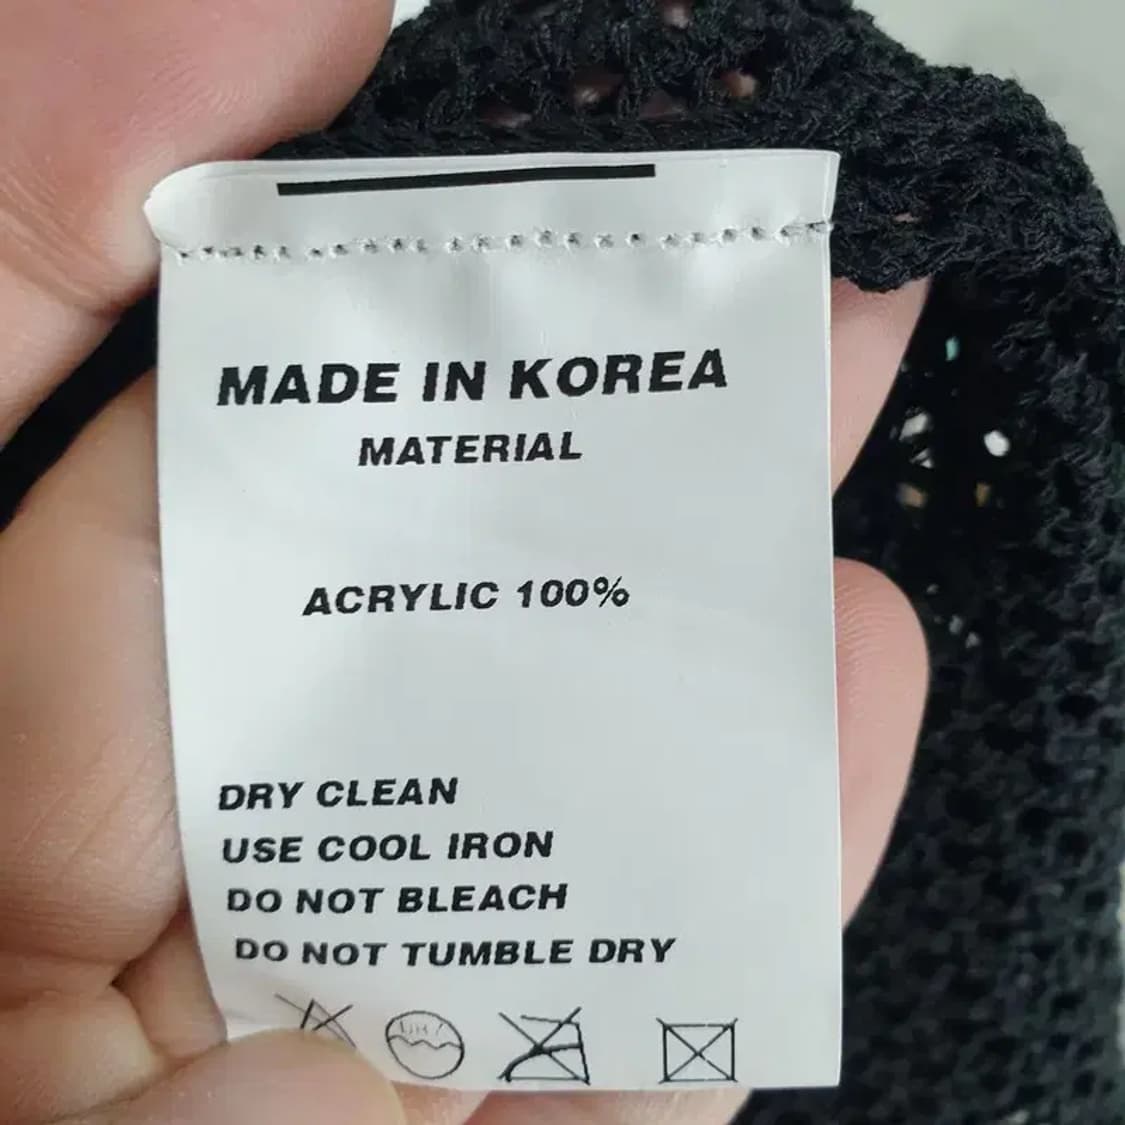 MADE IN KOREA
MATERIAL
ACRYLIC 100%
DRY CLEAN
USE COOL IRON
DO NOT BLEACH
DO NOT TUMBLE DRY